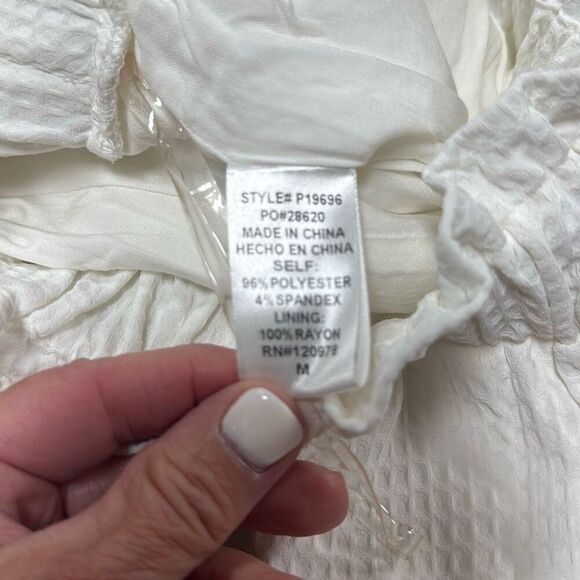 STYLE# P19696
PO#28620
MADE IN CHINA
HECHO EN CHINA
SELF:
96%POLYESTER
4%SPANDEX
LINING:
100%RAYON
RN#120978
M